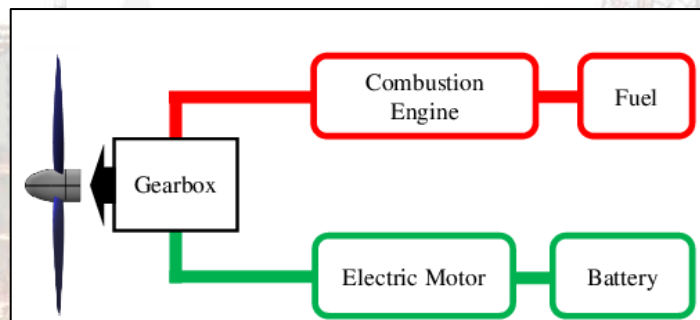 Combustion
Engine
Fuel
Gearbox
Electric Motor
Battery